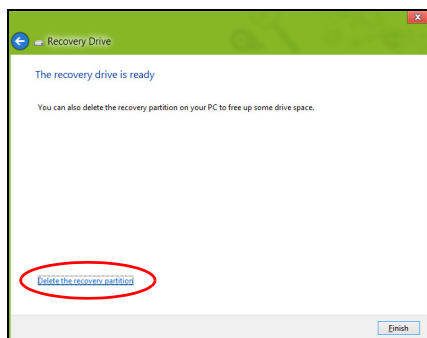 Recovery Drive
The recovery drive is ready
You can also delete the recovery partition on your PC to free up some drive space.
Delete the recovery partition
Finish